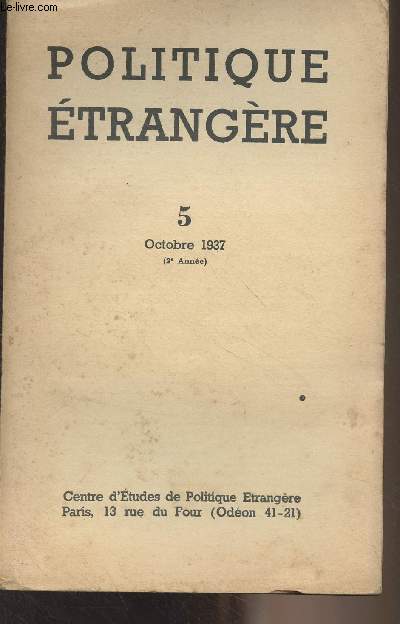 Le-livre.com
POLITIQUE
ÉTRANGÈRE
5
Octobre 1937
(2e Année)
Centre d'Études de Politique Etrangère
Paris, 13 rue du Four (Odéon 41-21)